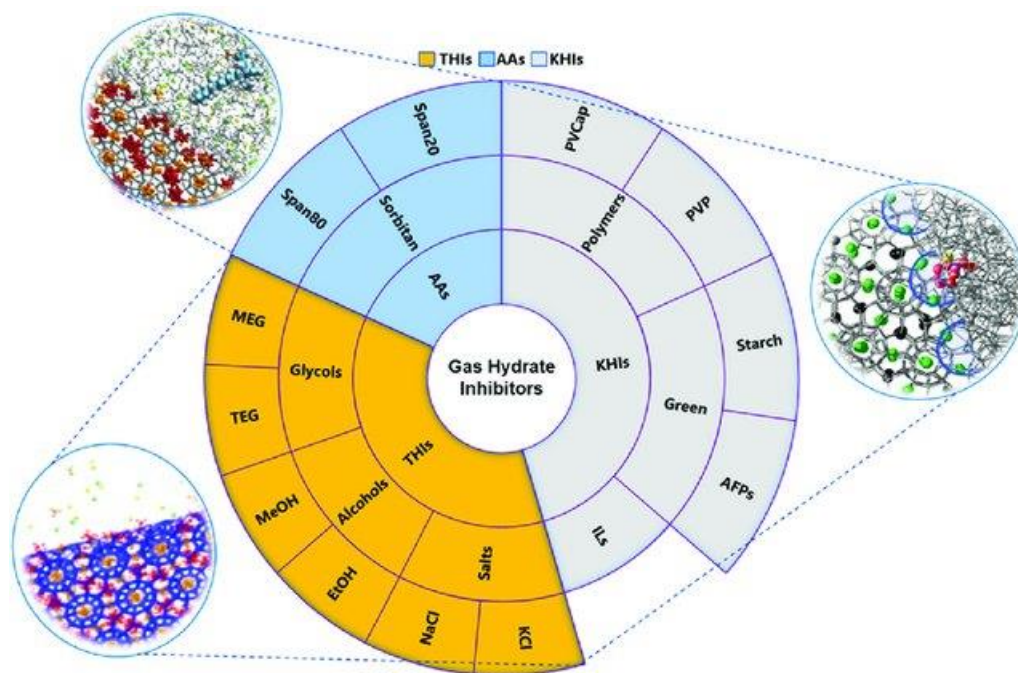 THIs AAs KHIs
Span20
Span80
Sorbitan
AAs
PVCap
PVP
Polymers
KHIs
Starch
Green
AFPs
ILs
Gas Hydrate
Inhibitors
MEG
Glycols
TEG
THIs
MeOH
Alcohols
EtOH
Salts
NaCl
KCl